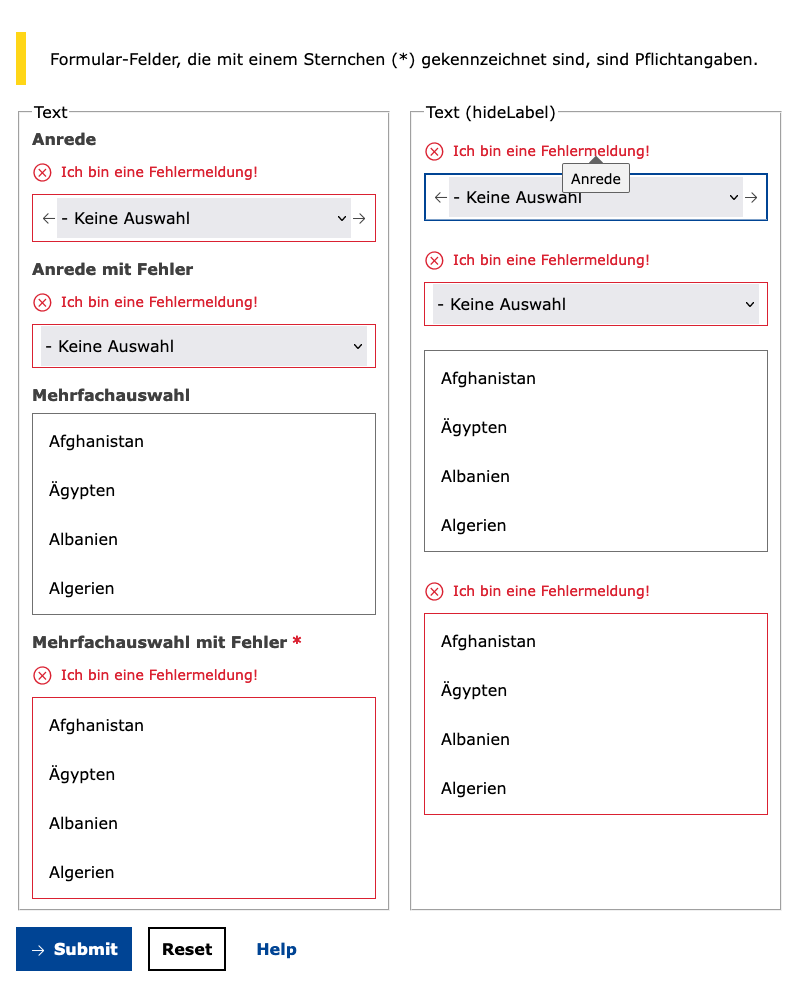 Formular-Felder, die mit einem Sternchen (*) gekennzeichnet sind, sind Pflichtangaben.
Text
Anrede
Ich bin eine Fehlermeldung!
- Keine Auswahl
Anrede mit Fehler
Ich bin eine Fehlermeldung!
- Keine Auswahl
Mehrfachauswahl
Afghanistan
Ägypten
Albanien
Algerien
Mehrfachauswahl mit Fehler *
Ich bin eine Fehlermeldung!
Afghanistan
Ägypten
Albanien
Algerien
Text (hideLabel)
Ich bin eine Fehlermeldung!
Anrede
- Keine Auswahl
Ich bin eine Fehlermeldung!
- Keine Auswahl
Afghanistan
Ägypten
Albanien
Algerien
Ich bin eine Fehlermeldung!
Afghanistan
Ägypten
Albanien
Algerien
→ Submit
Reset
Help